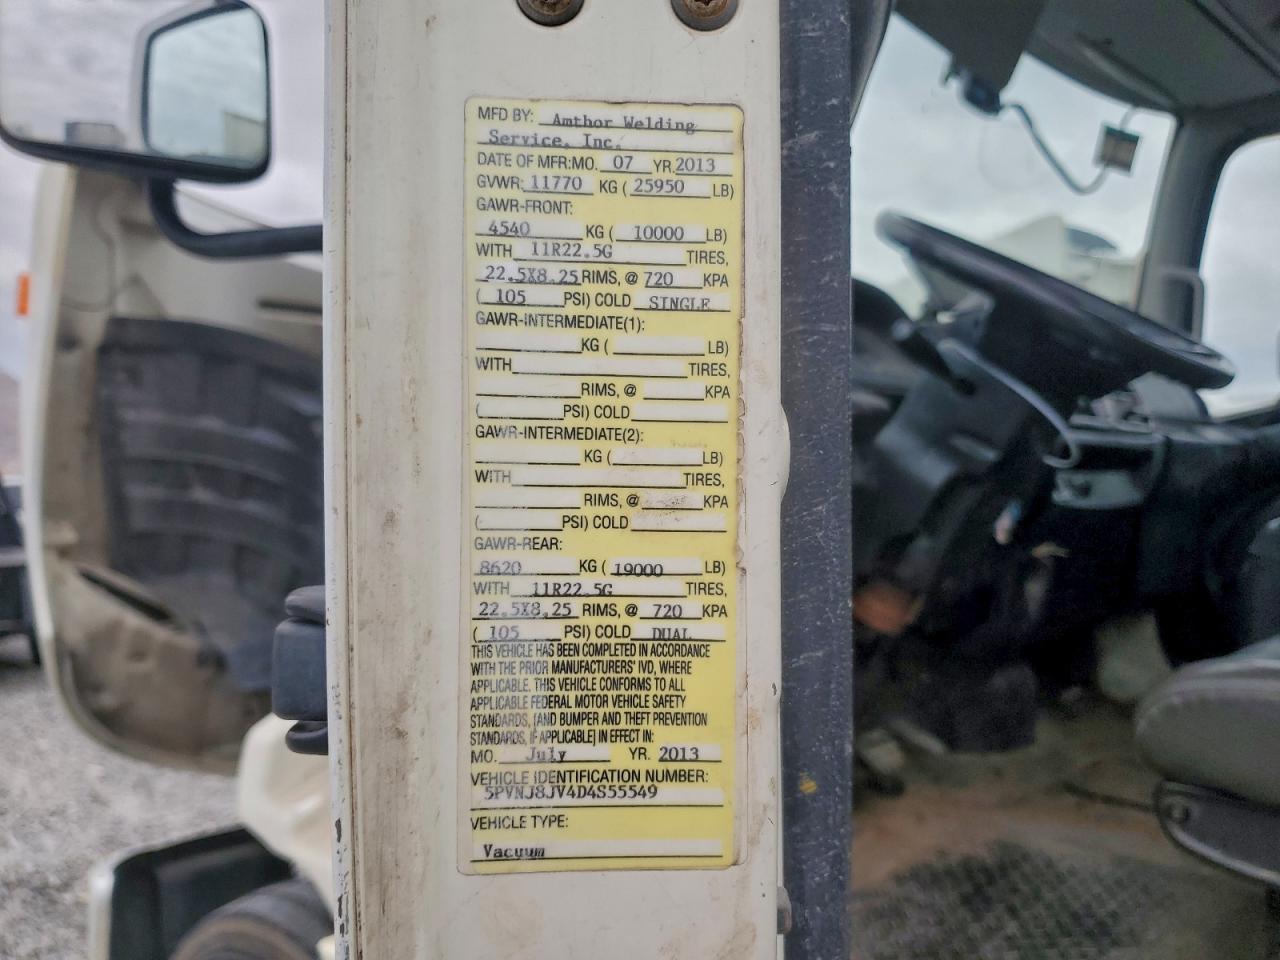 MFD BY: Amthor Welding
Service, Inc.
DATE OF MFR: MO. 07 YR. 2013
GVWR: 11770 KG ( 25950 LB)
GAWR-FRONT:
4540 KG ( 10000 LB)
WITH 11R22.5G TIRES,
22.5X8.25 RIMS, @ 720 KPA
( 105 PSI) COLD SINGLE
GAWR-INTERMEDIATE(1):
KG ( LB)
WITH TIRES,
RIMS, @ KPA
( PSI) COLD
GAWR-INTERMEDIATE(2):
KG ( LB)
WITH TIRES,
RIMS, @ KPA
( PSI) COLD
GAWR-REAR:
8620 KG ( 19000 LB)
WITH 11R22.5G TIRES,
22.5X8.25 RIMS, @ 720 KPA
( 105 PSI) COLD DUAL
THIS VEHICLE HAS BEEN COMPLETED IN ACCORDANCE
WITH THE PRIOR MANUFACTURERS' IVD, WHERE
APPLICABLE. THIS VEHICLE CONFORMS TO ALL
APPLICABLE FEDERAL MOTOR VEHICLE SAFETY
STANDARDS, [AND BUMPER AND THEFT PREVENTION
STANDARDS, IF APPLICABLE] IN EFFECT IN:
MO. July YR. 2013
VEHICLE IDENTIFICATION NUMBER:
5PVNJ8JV4D4S55549
VEHICLE TYPE:
Vacuum